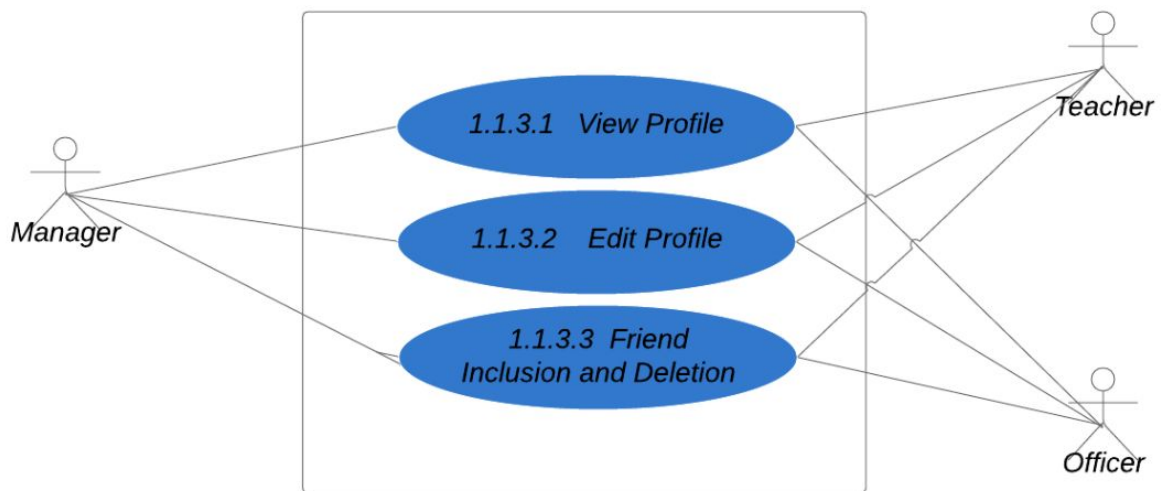 Teacher
1.1.3.1 View Profile
Manager
1.1.3.2 Edit Profile
1.1.3.3 Friend
Inclusion and Deletion
Officer